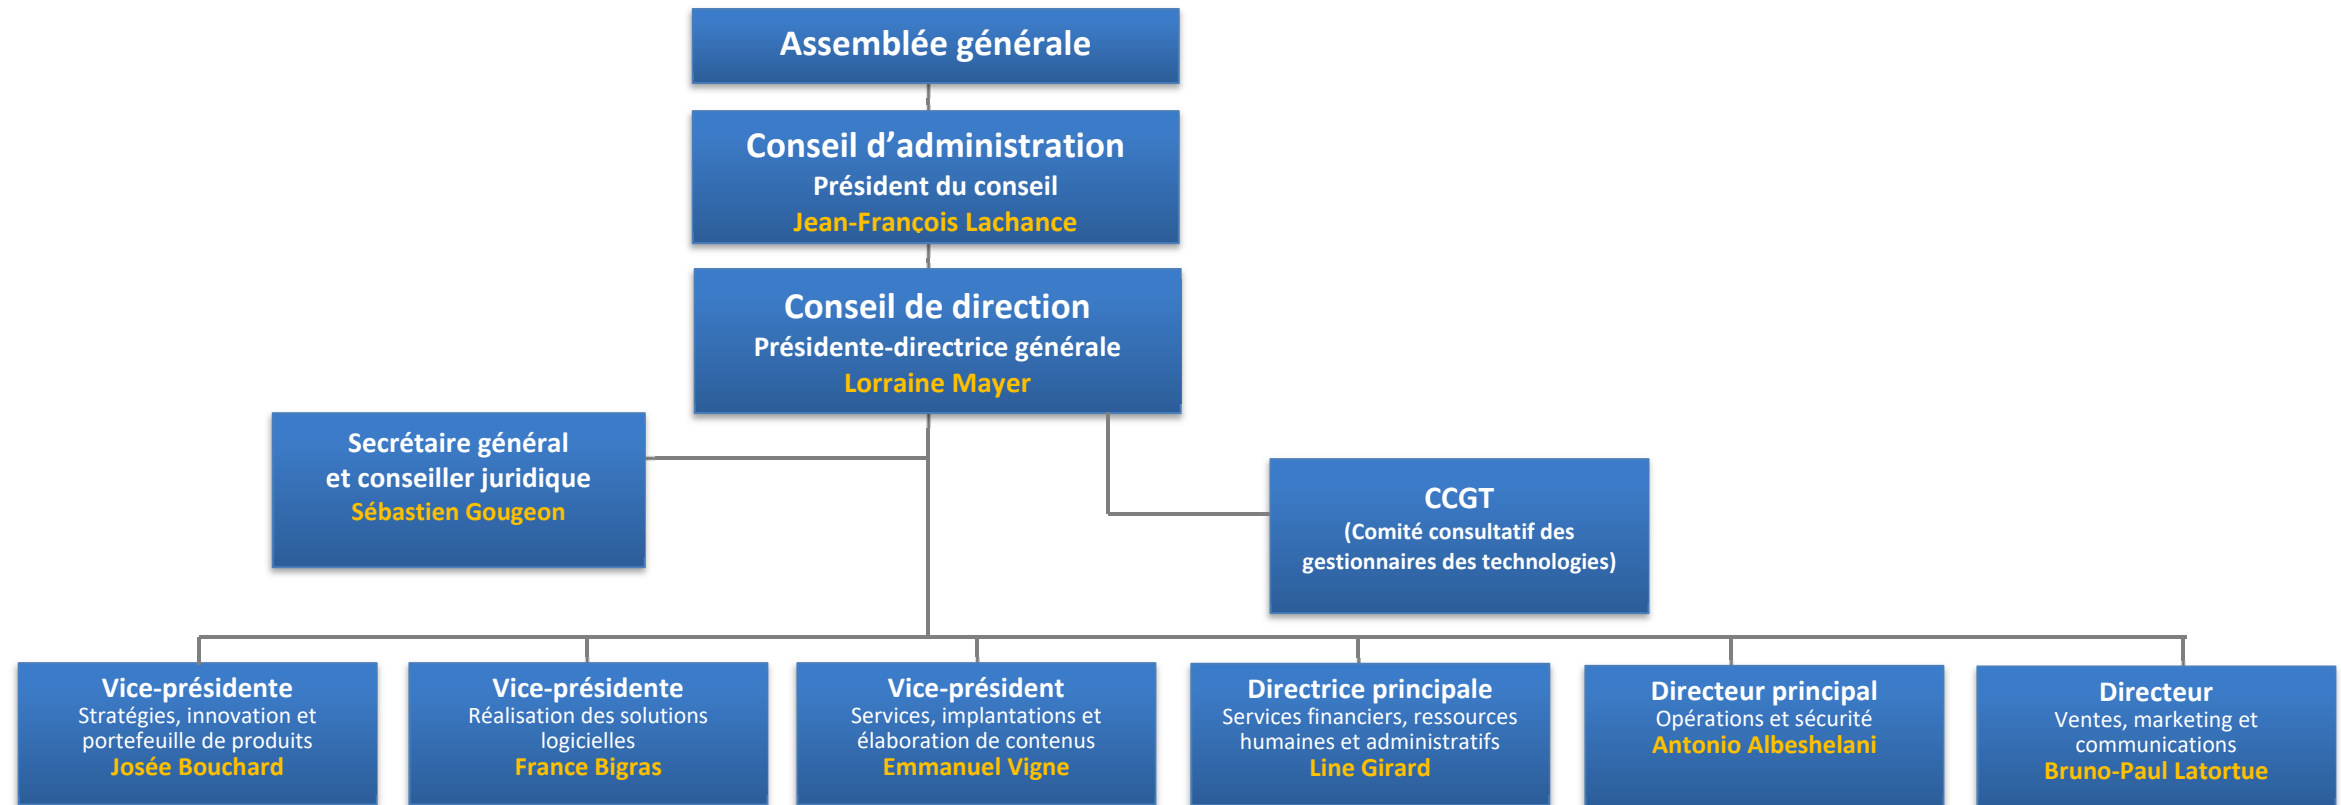 Assemblée générale
Conseil d’administration
Président du conseil
Jean-François Lachance
Conseil de direction
Présidente-directrice générale
Lorraine Mayer
Secrétaire général
et conseiller juridique
Sébastien Gougeon
CCGT
(Comité consultatif des
gestionnaires des technologies)
Vice-présidente
Stratégies, innovation et
portefeuille de produits
Josée Bouchard
Vice-présidente
Réalisation des solutions
logicielles
France Bigras
Vice-président
Services, implantations et
élaboration de contenus
Emmanuel Vigne
Directrice principale
Services financiers, ressources
humaines et administratifs
Line Girard
Directeur principal
Opérations et sécurité
Antonio Albeshelani
Directeur
Ventes, marketing et
communications
Bruno-Paul Latortue